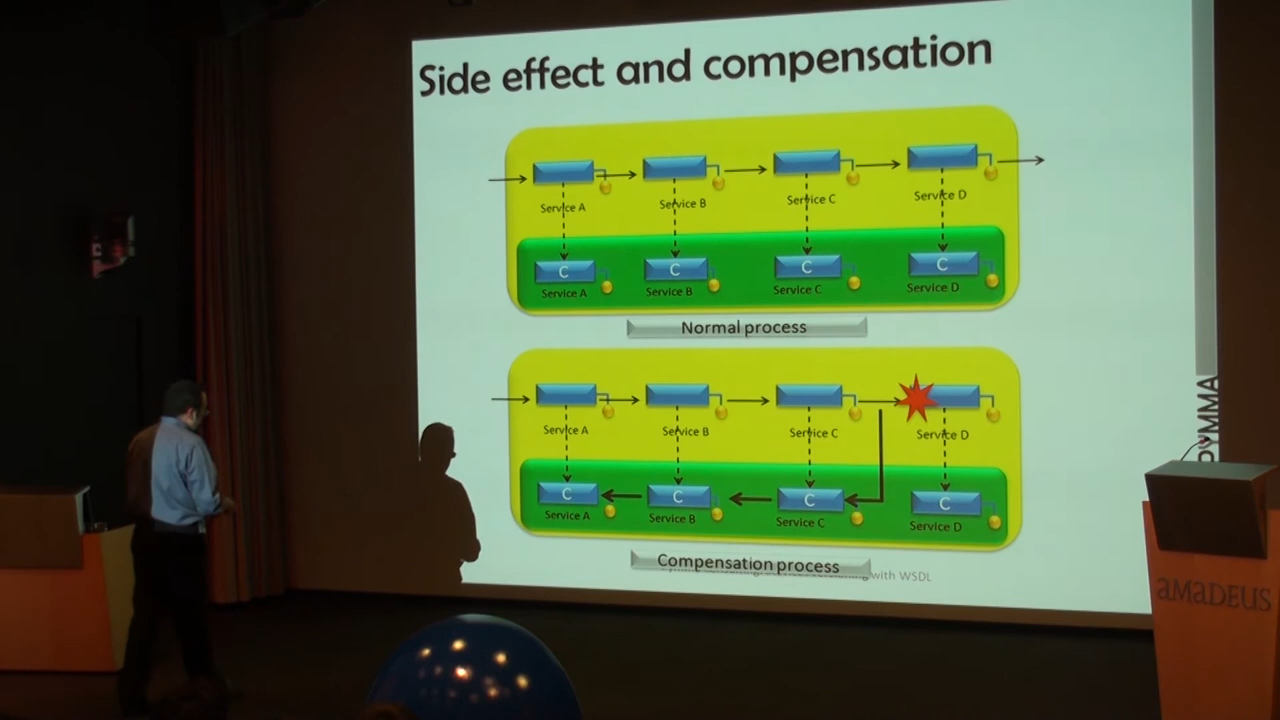 Side effect and compensation
Service A
Service B
Service C
Service D
C
C
C
C
Service A
Service B
Service C
Service D
Normal process
Service A
Service B
Service C
Service D
C
C
C
C
Service A
Service B
Service C
Service D
Compensation process
with WSDL
DYMMA
amadeus